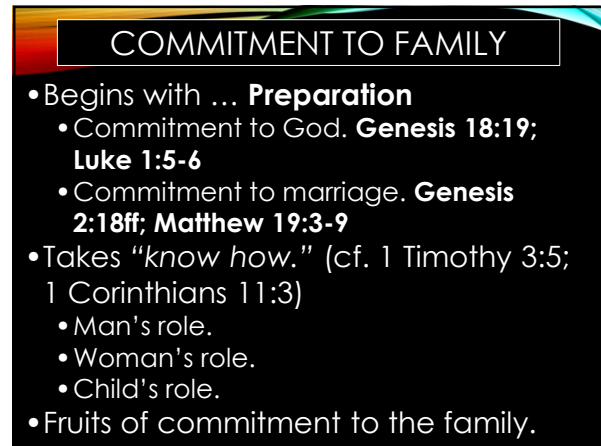 COMMITMENT TO FAMILY
•Begins with … Preparation
•Commitment to God. Genesis 18:19;
Luke 1:5-6
•Commitment to marriage. Genesis
2:18ff; Matthew 19:3-9
•Takes “know how.” (cf. 1 Timothy 3:5;
1 Corinthians 11:3)
•Man’s role.
•Woman’s role.
•Child’s role.
•Fruits of commitment to the family.